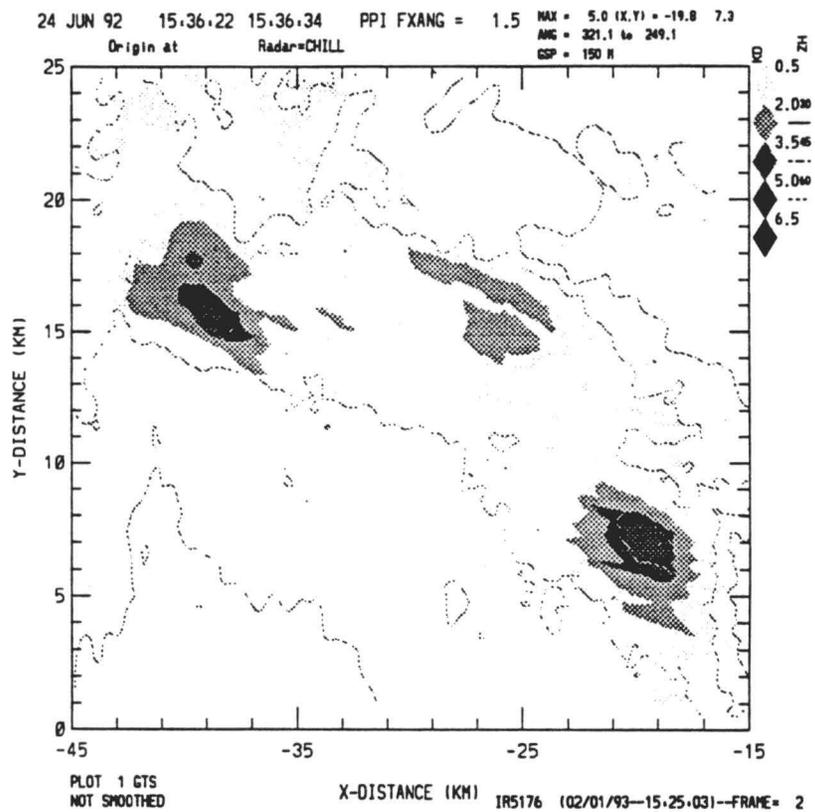 24 JUN 92 15:36:22 15:36:34 PPI FXANG = 1.5
MAX = 5.0 (X,Y) = -19.8 7.3
ANG = 321.1 to 249.1
GSP = 150 M
Origin at Radar=CHILL
KD ZH
0.5
2.0 30
3.5 45
5.0 60
6.5
25
20
15
10
5
0
Y-DISTANCE (KM)
-45 -35 -25 -15
X-DISTANCE (KM)
PLOT 1 GTS
NOT SMOOTHED
IR5176 (02/01/93--15:25:03)--FRAME= 2